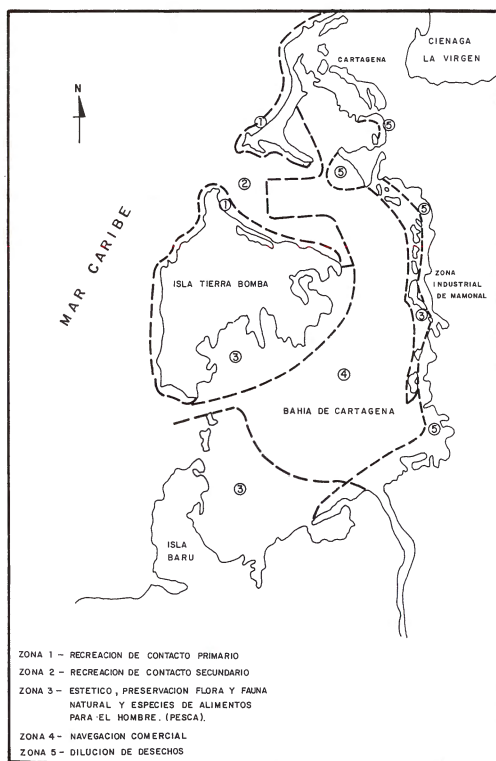 CIENAGA
LA VIRGEN
CARTAGENA
N
5
1
5
2
1
5
MAR CARIBE
ISLA TIERRA BOMBA
ZONA
INDUSTRIAL
DE MAMONAL
3
3
4
BAHIA DE CARTAGENA
5
3
ISLA
BARU
ZONA 1 - RECREACION DE CONTACTO PRIMARIO
ZONA 2 - RECREACION DE CONTACTO SECUNDARIO
ZONA 3 - ESTETICO, PRESERVACION FLORA Y FAUNA
NATURAL Y ESPECIES DE ALIMENTOS
PARA EL HOMBRE. (PESCA).
ZONA 4 - NAVEGACION COMERCIAL
ZONA 5 - DILUCION DE DESECHOS